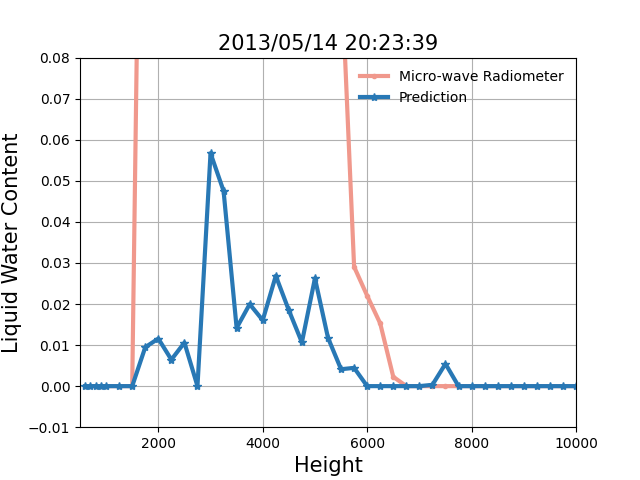 2013/05/14 20:23:39
0.08
0.07
0.06
0.05
0.04
0.03
0.02
0.01
0.00
−0.01
Liquid Water Content
Micro-wave Radiometer
Prediction
2000 4000 6000 8000 10000
Height